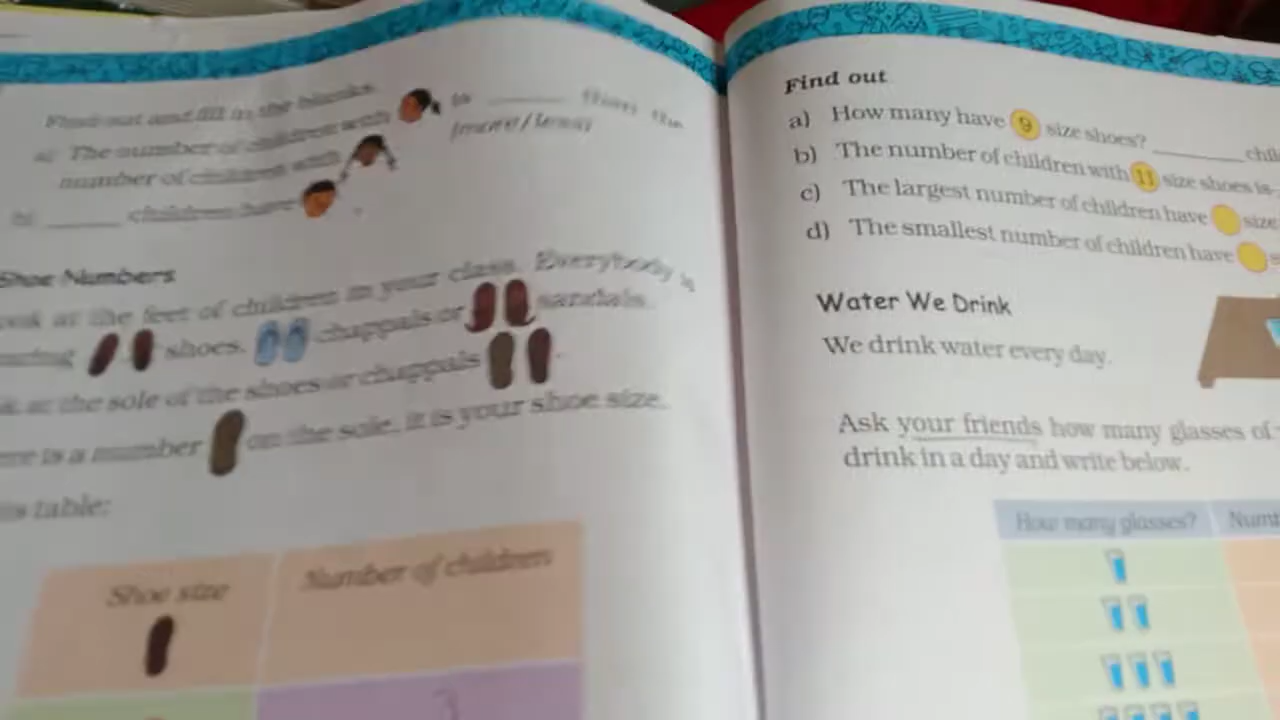 Find out and fill in the blanks.
a) The number of children with is ______ than the
number of children with (more/less)
b) ______ children have .
Shoe Numbers
at the feet of children in your class. Everybody is
shoes, chappals or sandals.
at the sole of the shoes or chappals .
is a number on the sole, it is your shoe size.
table:
Shoe size
Number of children
Find out
a) How many have 9 size shoes? ______
b) The number of children with 11 size shoes is
c) The largest number of children have size
d) The smallest number of children have
Water We Drink
We drink water every day.
Ask your friends how many glasses of
drink in a day and write below.
How many glasses?